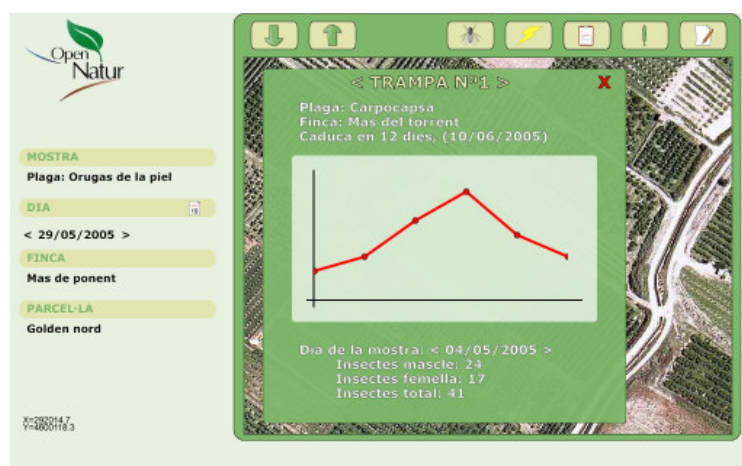 Open
Natur
MOSTRA
Plaga: Orugas de la piel
DIA
< 29/05/2005 >
FINCA
Mas de ponent
PARCEL·LA
Golden nord
X=292014.7
Y=4600118.3
< TRAMPA Nº1 >
X
Plaga: Carpocapsa
Finca: Mas del torrent
Caduca en 12 dies, (10/06/2005)
Dia de la mostra: < 04/05/2005 >
Insectes mascle: 24
Insectes femella: 17
Insectes total: 41